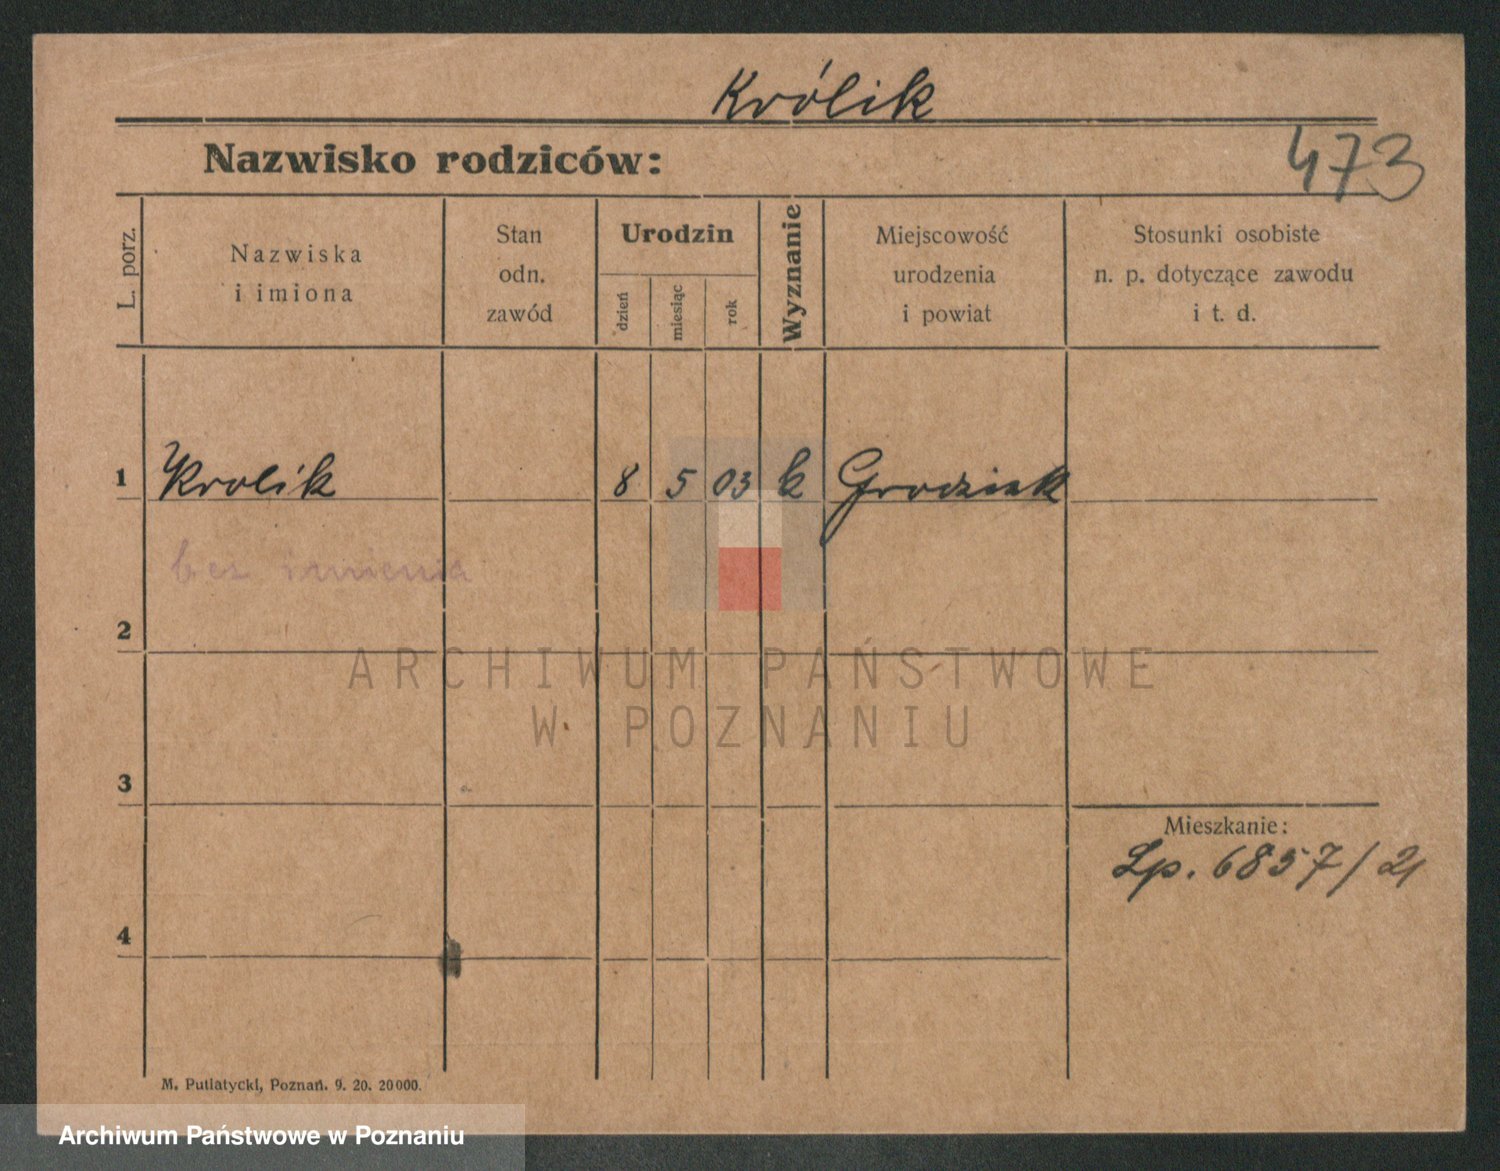 Królik
Nazwisko rodziców:
473
L. porz.
Nazwiska
i imiona
Stan
odn.
zawód
Urodzin
dzień
miesiąc
rok
Wyznanie
Miejscowość
urodzenia
i powiat
Stosunki osobiste
n. p. dotyczące zawodu
i t. d.
1 Krolik 8 5 03 k Grodzisk
bez imienia
2
ARCHIWUM PAŃSTWOWE
W POZNANIU
3
Mieszkanie:
Lp. 6857/21
4
M. Putiatycki, Poznań. 9. 20. 20000.
Archiwum Państwowe w Poznaniu